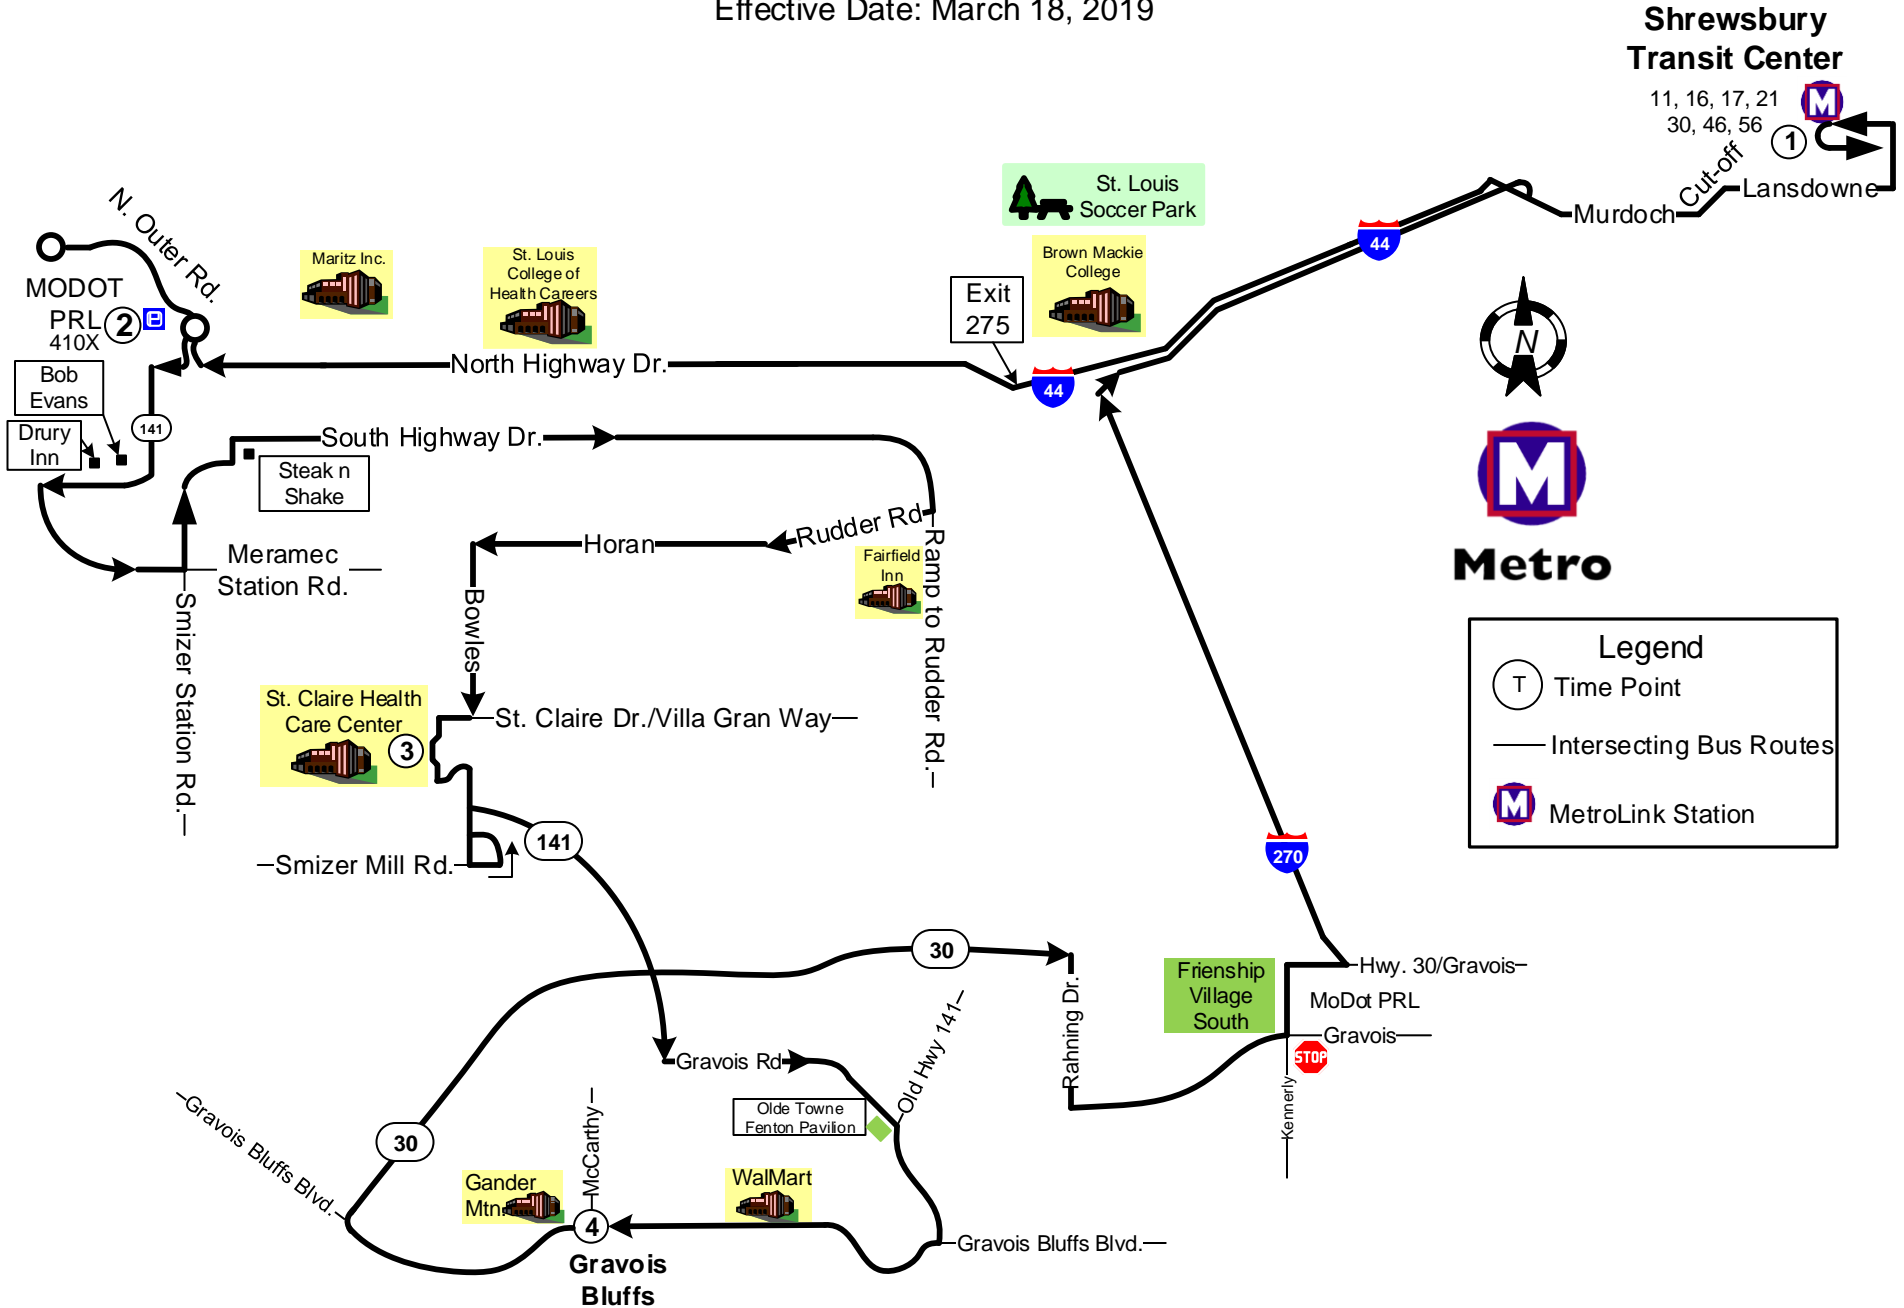 Effective Date: March 18, 2019
Shrewsbury
Transit Center
11, 16, 17, 21
30, 46, 56
1
Cut-off
Lansdowne
Murdoch
44
St. Louis
Soccer Park
Brown Mackie
College
Exit
275
44
N. Outer Rd.
MODOT
PRL
410X
2
Maritz Inc.
St. Louis
College of
Health Careers
North Highway Dr.
Bob
Evans
Drury
Inn
141
South Highway Dr.
Steak n
Shake
Meramec
Station Rd.
Smizer Station Rd.
Horan
Rudder Rd
Fairfield
Inn
Ramp to Rudder Rd.
Bowles
St. Claire Health
Care Center
3
St. Claire Dr./Villa Gran Way
141
Smizer Mill Rd.
N
M
Metro
Legend
T
Time Point
Intersecting Bus Routes
M
MetroLink Station
270
30
Rahning Dr.
Frienship
Village
South
Hwy. 30/Gravois
MoDot PRL
Gravois
STOP
Kennerly
Gravois Rd
Old Hwy 141
Olde Towne
Fenton Pavilion
30
Gravois Bluffs Blvd.
McCarthy
Gander
Mtn.
WalMart
4
Gravois
Bluffs
Gravois Bluffs Blvd.
M